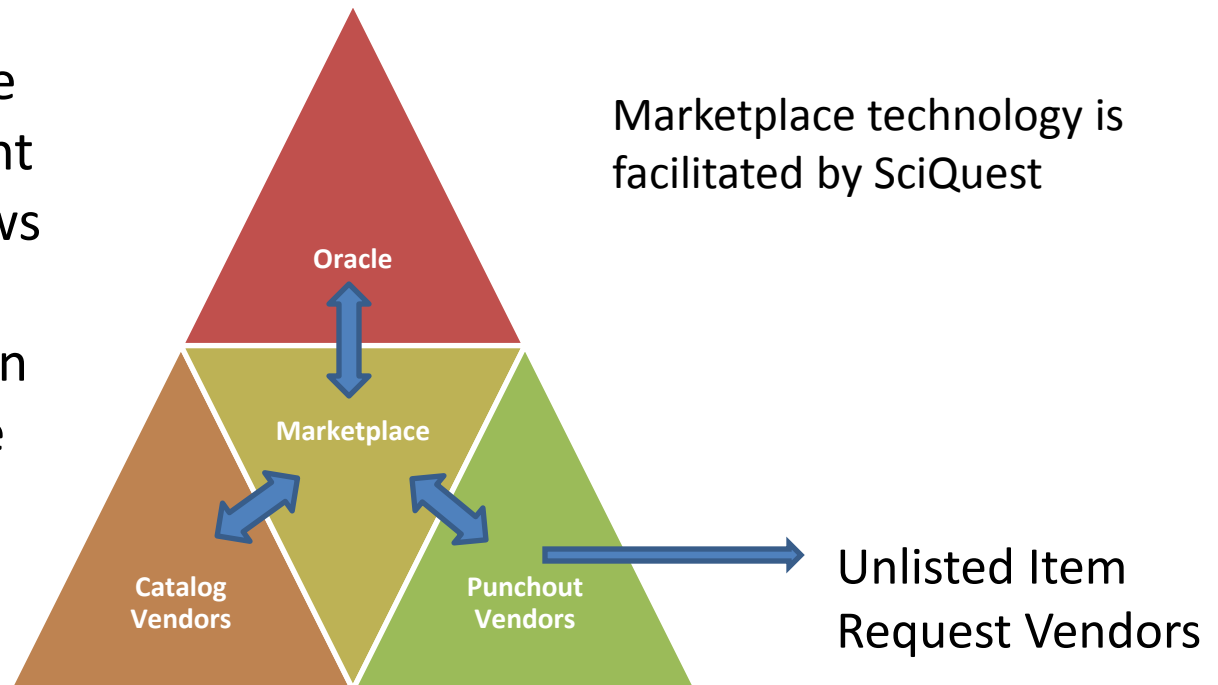 Marketplace technology is
facilitated by SciQuest
Oracle
Marketplace
Catalog
Vendors
Punchout
Vendors
Unlisted Item
Request Vendors